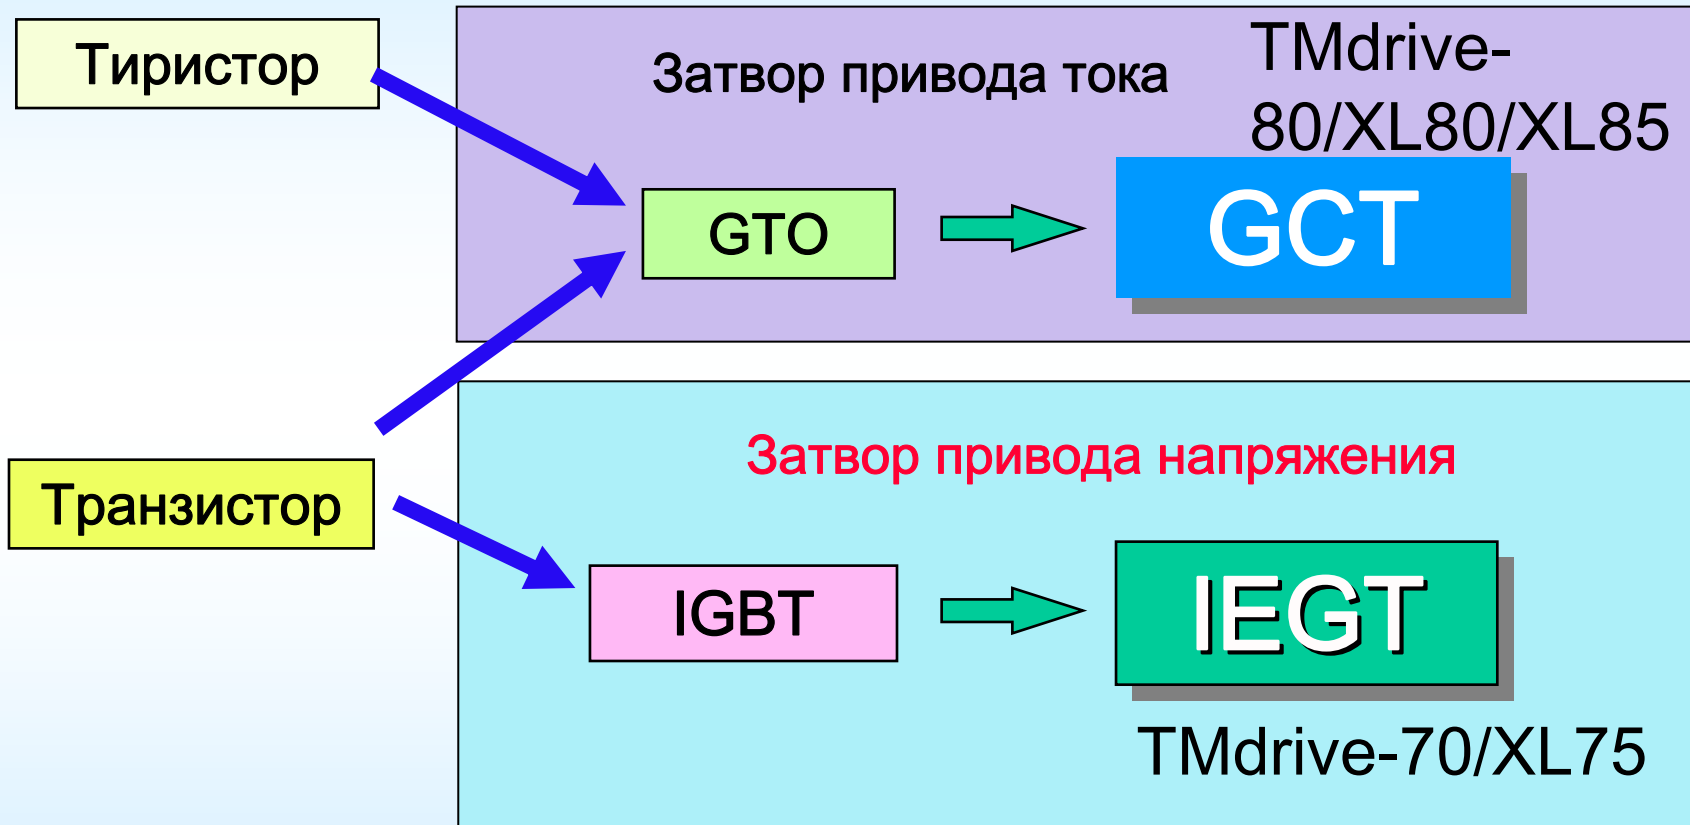 Тиристор
Затвор привода тока
TMdrive-
80/XL80/XL85
GTO
GCT
Транзистор
Затвор привода напряжения
IGBT
IEGT
TMdrive-70/XL75